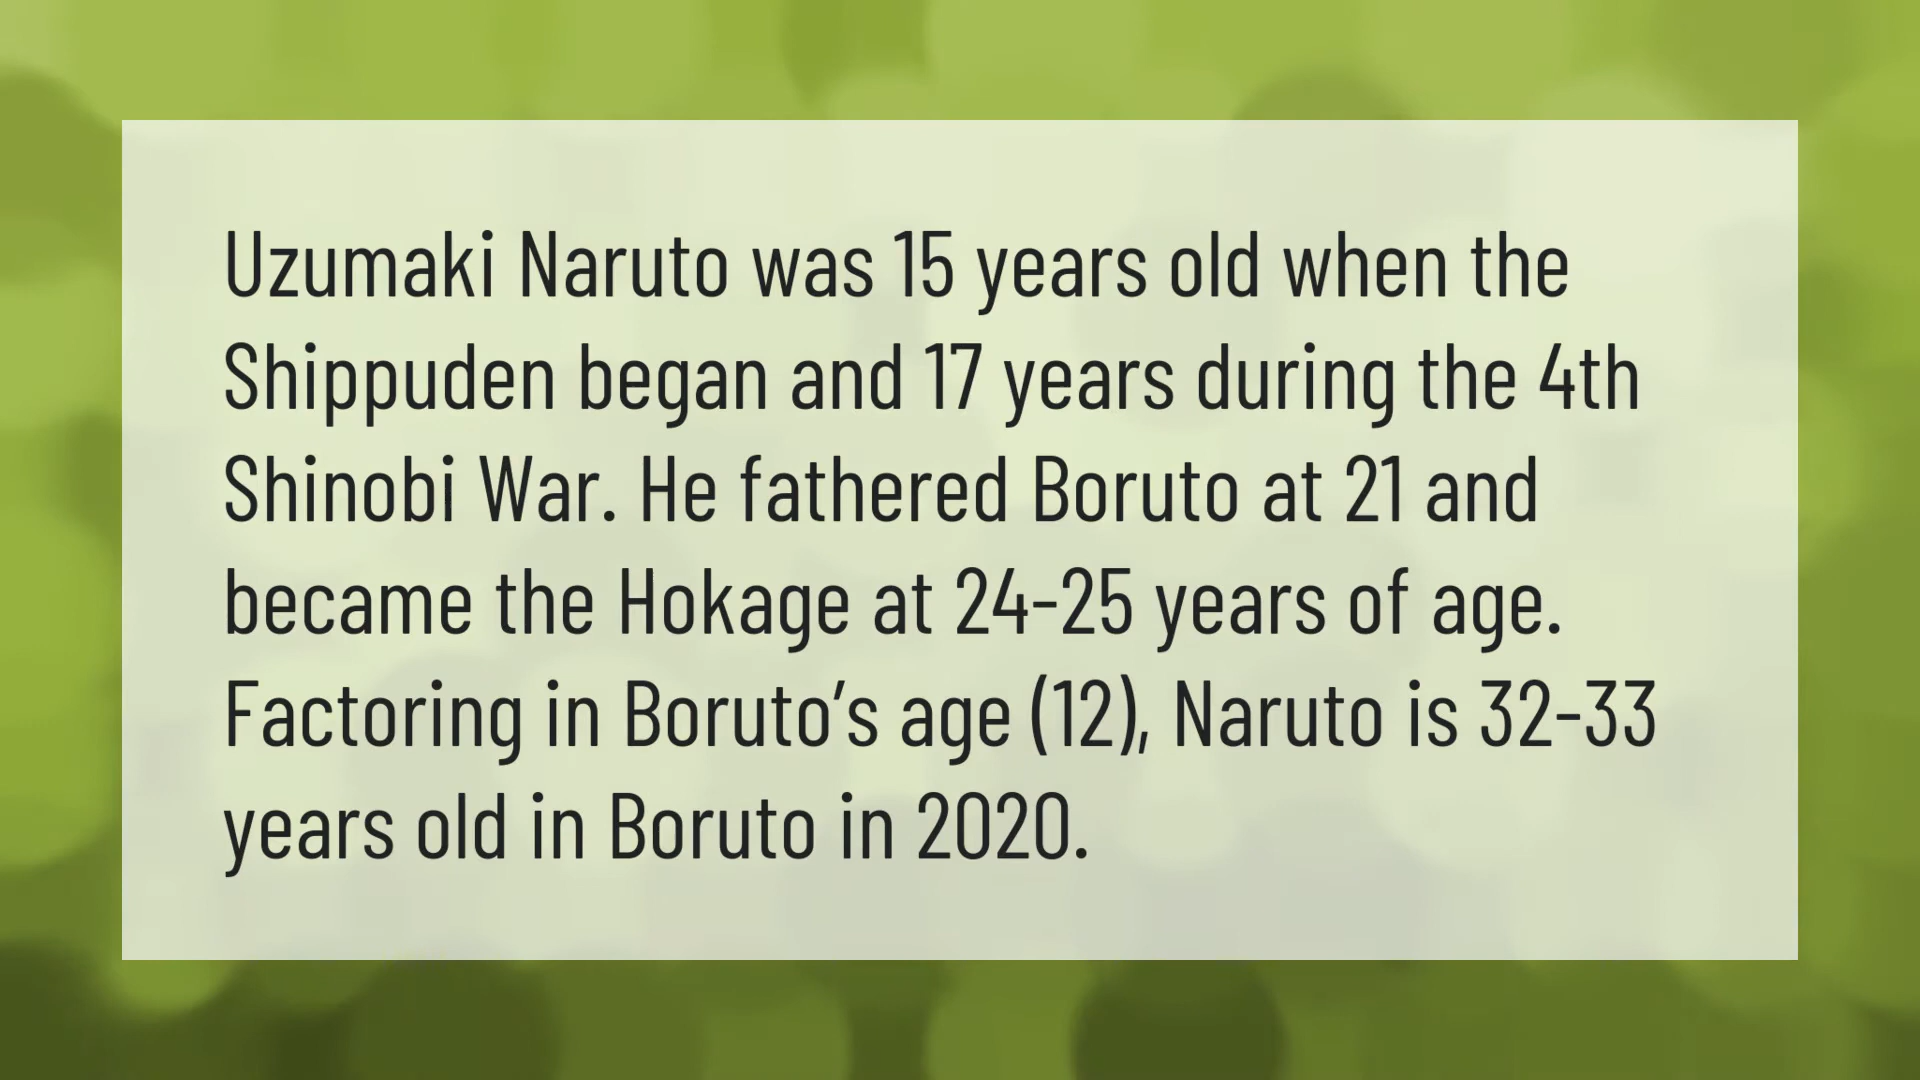 Uzumaki Naruto was 15 years old when the
Shippuden began and 17 years during the 4th
Shinobi War. He fathered Boruto at 21 and
became the Hokage at 24-25 years of age.
Factoring in Boruto’s age (12), Naruto is 32-33
years old in Boruto in 2020.